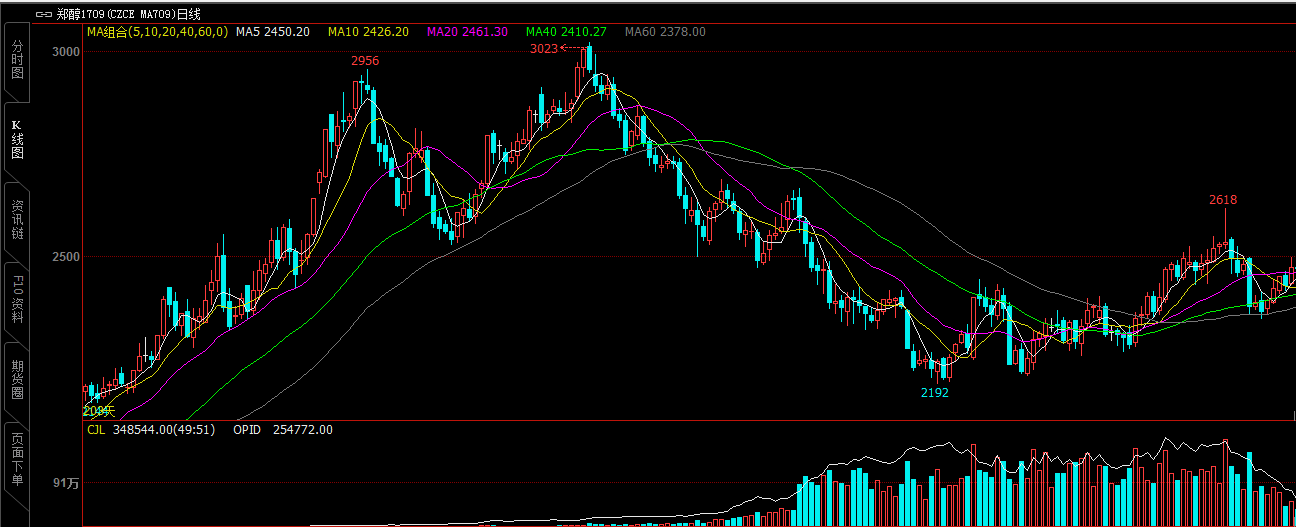 郑醇1709(CZCE MA709)日线
MA组合(5,10,20,40,60,0) MA5 2450.20 MA10 2426.20 MA20 2461.30 MA40 2410.27 MA60 2378.00
分时图
K线图
资讯链
F10资料
期货圈
页面下单
3000
2956
3023
2618
2500
2192
CJL 348544.00(49:51) OPID 254772.00
91万